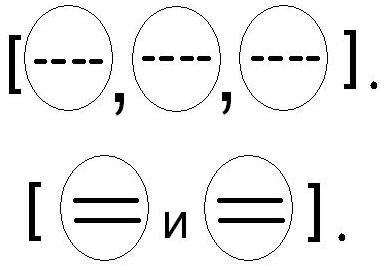 [ , , ].
[ и ].